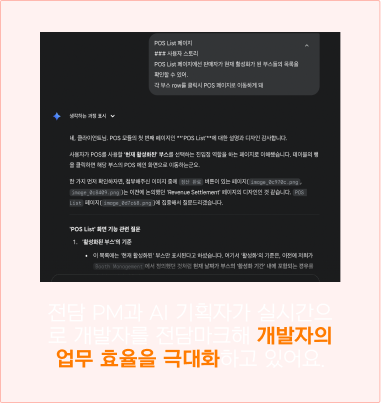 POS List 페이지
### 사용자 스토리
POS List 페이지에선 판매자가 현재 활성화가 된 부스들의 목록을
확인할 수 있어.
각 부스 row를 클릭시 POS 페이지로 이동하게 돼
생각하는 과정 표시
네, 클라이언트님. POS 모듈의 첫 번째 페이지인 **'POS List'**에 대한 설명과 디자인 감사합니다.
사용자가 POS를 사용할 '현재 활성화된' 부스를 선택하는 진입점 역할을 하는 페이지로 이해했습니다. 테이블의 행
을 클릭하면 해당 부스의 POS 메인 화면으로 이동하는군요.
한 가지 먼저 확인하자면, 첨부해주신 이미지 중에 정산 완료 버튼이 있는 페이지(
)는 이전에 논의했던 'Revenue Settlement' 페이지의 디자인인 것 같습니다. POS
List 페이지( )에 집중해서 질문드리겠습니다.
'POS List' 화면 기능 관련 질문
1. '활성화된 부스'의 기준
• 이 목록에는 '현재 활성화된' 부스만 표시된다고 하셨습니다. 여기서 '활성화'의 기준은, 이전에 저희가
Booth Management에서 정의했던 것처럼 현재 날짜가 부스의 '활성화 기간' 내에 포함되는 경우를
전담 PM과 AI 기획자가 실시간으
로 개발자를 전담마크해 개발자의
업무 효율을 극대화하고 있어요